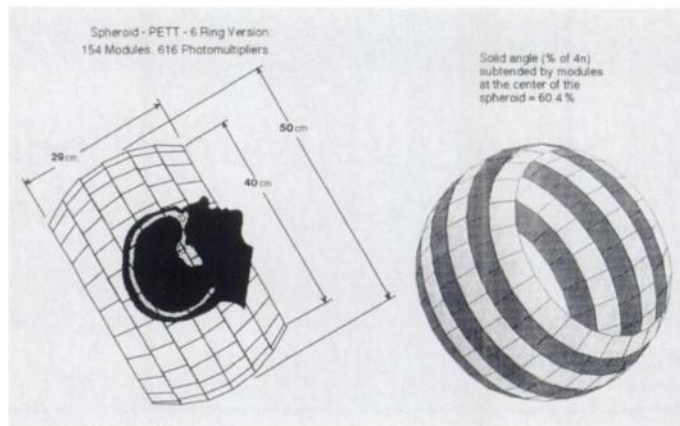 Spheroid - PETT - 6 Ring Version:
154 Modules. 616 Photomultipliers
29 cm
50 cm
40 cm
Solid angle (% of 4π)
subtended by modules
at the center of the
spheroid = 60.4 %